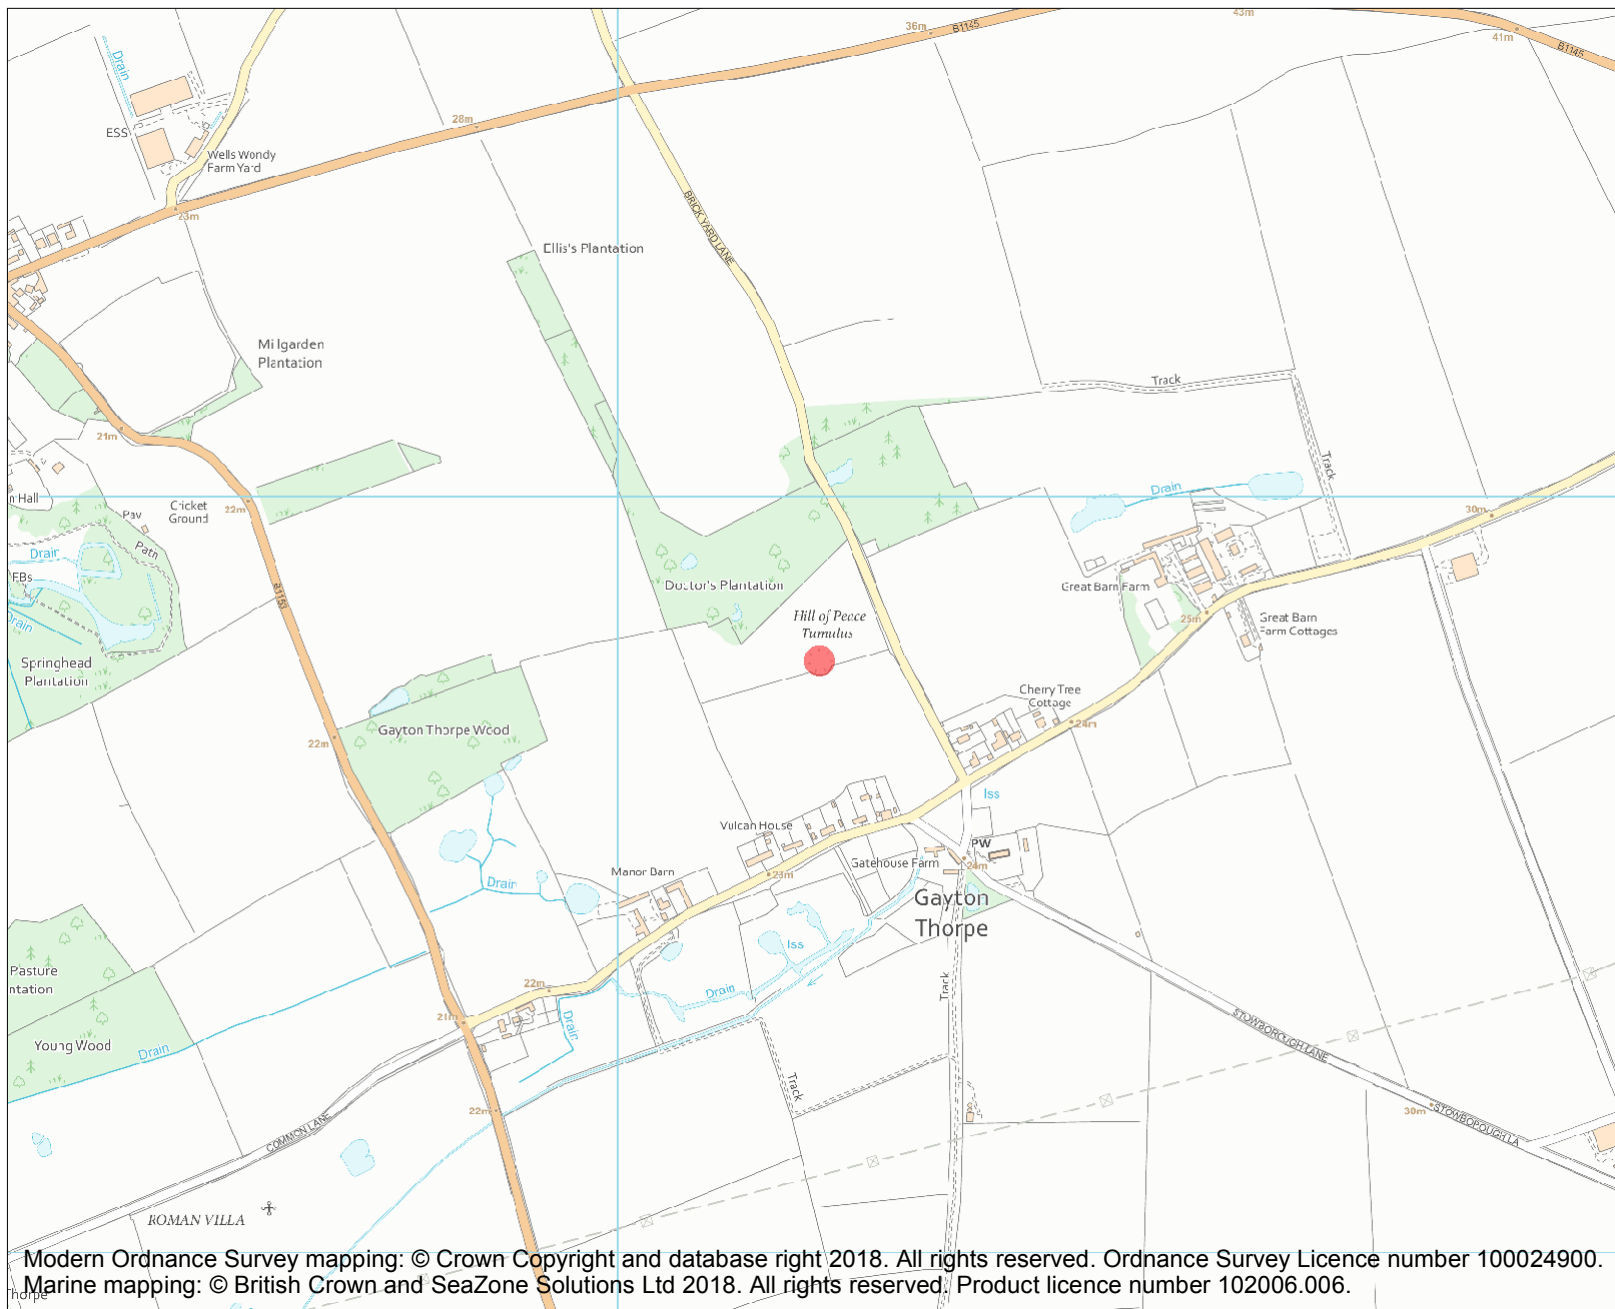 43m
36m
B1145
41m
B1145
Drain
ESS
28m
Wells Wondy
Farm Yard
23m
BRICK YARD LANE
Ellis's Plantation
Millgarden
Plantation
Track
21m
Track
Drain
n Hall
Pav
Cricket
Ground
22m
30m
Path
Drain
FBs
Drain
B1153
Doctor's Plantation
Great Barn Farm
25m
Great Barn
Farm Cottages
Hill of Peace
Tumulus
Springhead
Plantation
Cherry Tree
Cottage
24m
Gayton Thorpe Wood
22m
Iss
Vulcan House
PW
Gatehouse Farm
24m
Manor Barn
23m
Drain
Gayton
Thorpe
Iss
Pasture
ntation
22m
Drain
Track
21m
Drain
Young Wood
Drain
STOWBOROUGH LANE
Track
22m
30m
STOWBOROUGH LA
COMMON LANE
ROMAN VILLA
Modern Ordnance Survey mapping: © Crown Copyright and database right 2018. All rights reserved. Ordnance Survey Licence number 100024900.
Marine mapping: © British Crown and SeaZone Solutions Ltd 2018. All rights reserved. Product licence number 102006.006.
Thorpe